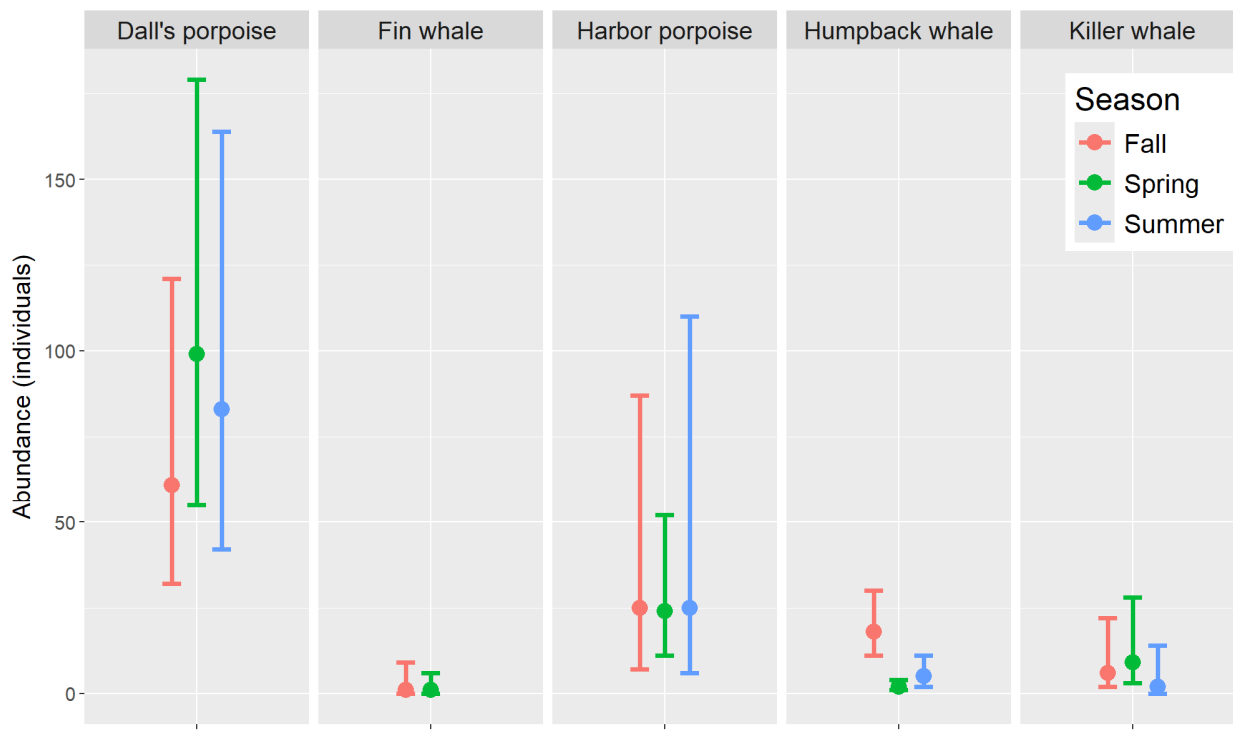 Dall's porpoise
Fin whale
Harbor porpoise
Humpback whale
Killer whale
Season
Fall
Spring
Summer
150
100
50
0
Abundance (individuals)